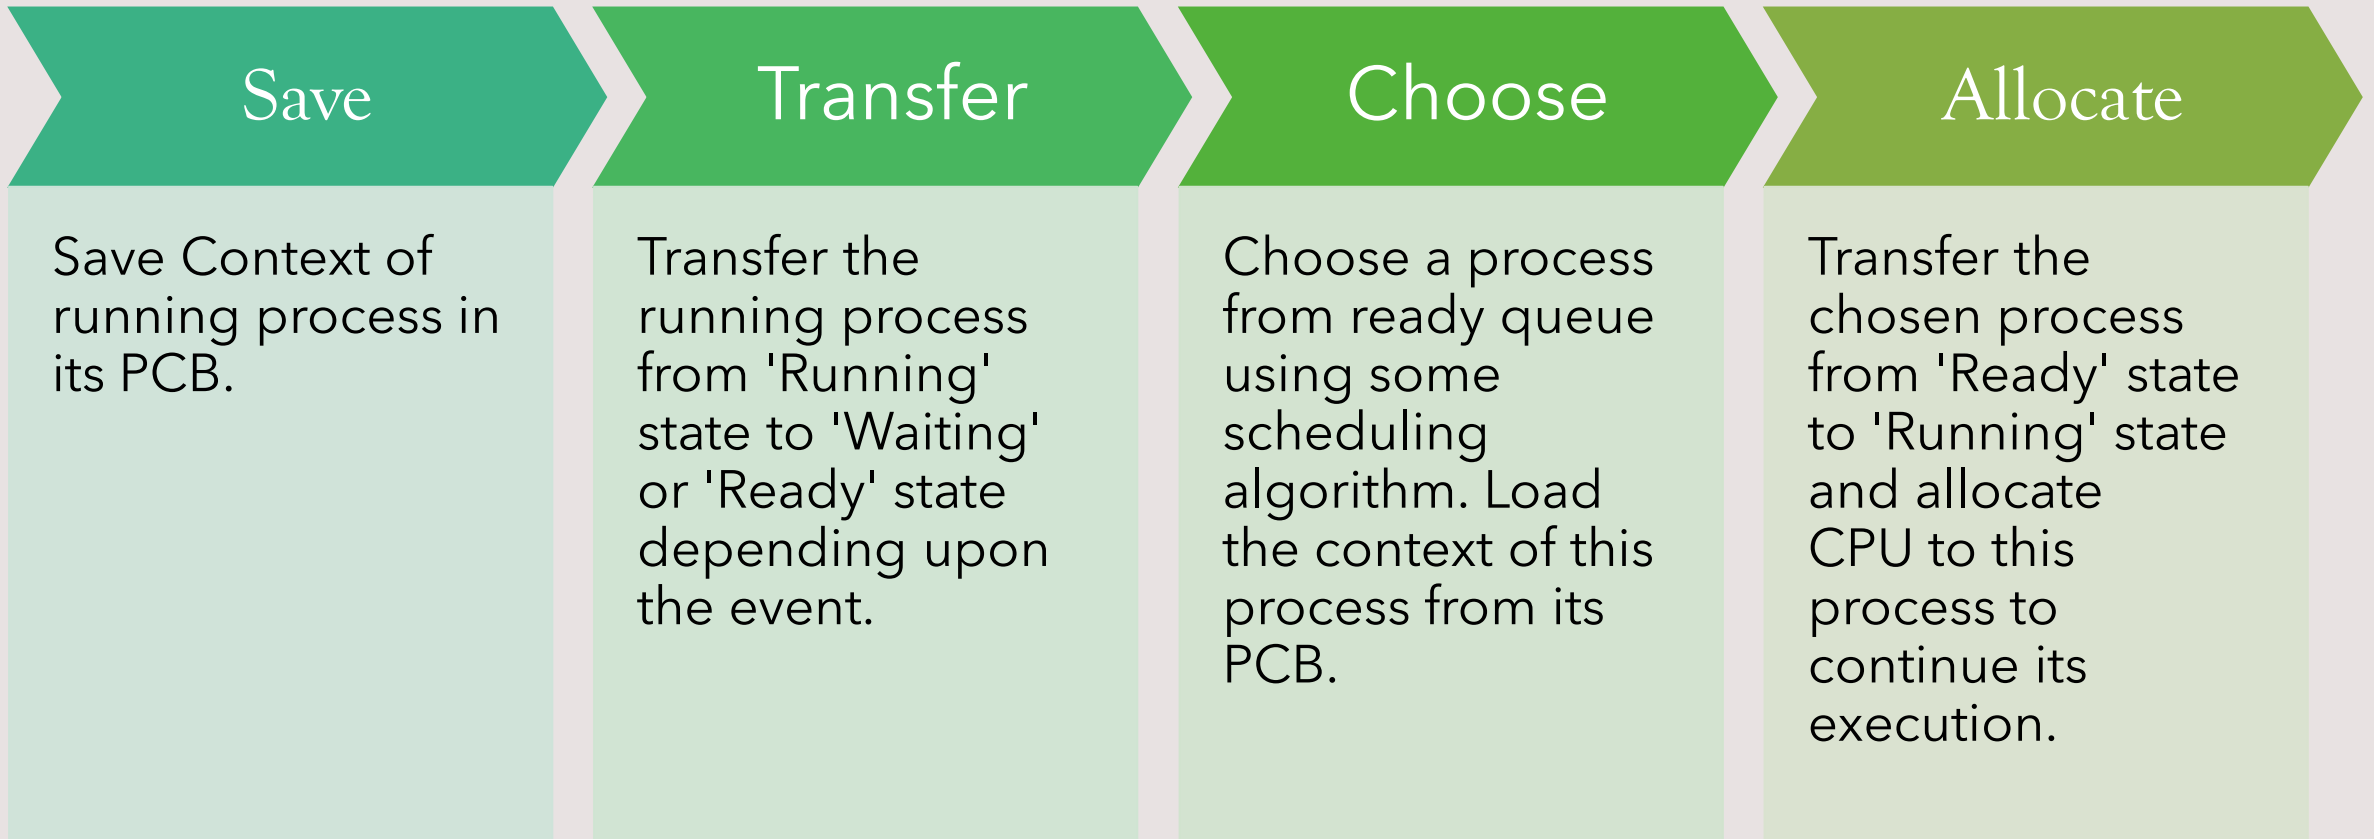 Save
Save Context of
running process in
its PCB.
Transfer
Transfer the
running process
from 'Running'
state to 'Waiting'
or 'Ready' state
depending upon
the event.
Choose
Choose a process
from ready queue
using some
scheduling
algorithm. Load
the context of this
process from its
PCB.
Allocate
Transfer the
chosen process
from 'Ready' state
to 'Running' state
and allocate
CPU to this
process to
continue its
execution.